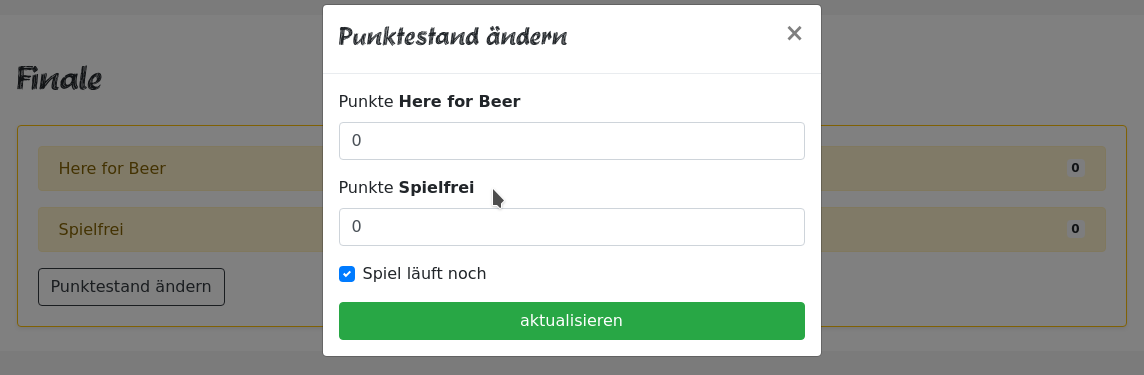 Punktestand ändern
×
Finale
Punkte Here for Beer
0
Here for Beer
0
Punkte Spielfrei
0
Spielfrei
0
Spiel läuft noch
Punktestand ändern
aktualisieren